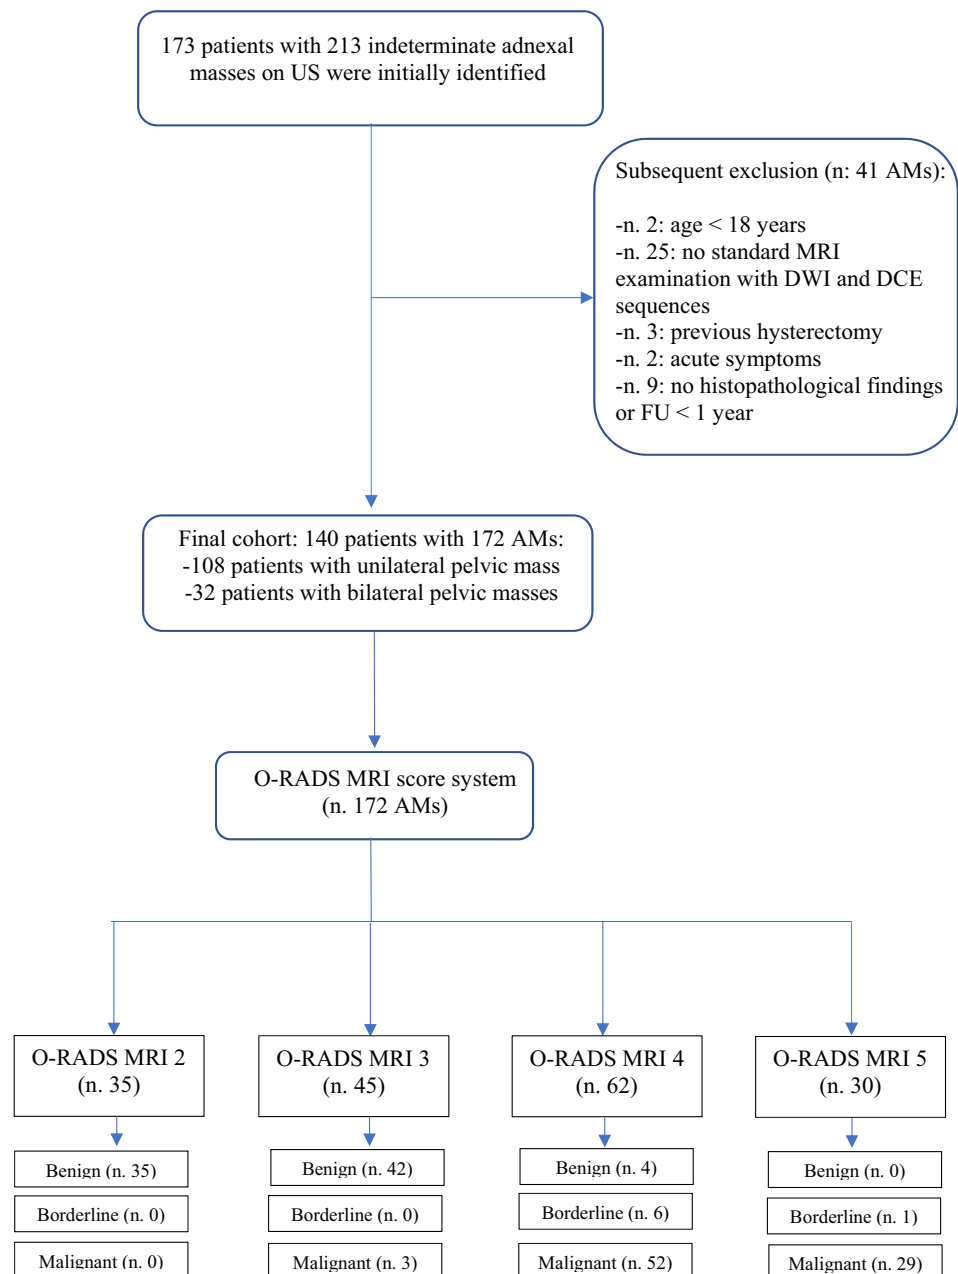 173 patients with 213 indeterminate adnexal
masses on US were initially identified
Subsequent exclusion (n: 41 AMs):
-n. 2: age < 18 years
-n. 25: no standard MRI
examination with DWI and DCE
sequences
-n. 3: previous hysterectomy
-n. 2: acute symptoms
-n. 9: no histopathological findings
or FU < 1 year
Final cohort: 140 patients with 172 AMs:
-108 patients with unilateral pelvic mass
-32 patients with bilateral pelvic masses
O-RADS MRI score system
(n. 172 AMs)
O-RADS MRI 2
(n. 35)
Benign (n. 35)
Borderline (n. 0)
Malignant (n. 0)
O-RADS MRI 3
(n. 45)
Benign (n. 42)
Borderline (n. 0)
Malignant (n. 3)
O-RADS MRI 4
(n. 62)
Benign (n. 4)
Borderline (n. 6)
Malignant (n. 52)
O-RADS MRI 5
(n. 30)
Benign (n. 0)
Borderline (n. 1)
Malignant (n. 29)